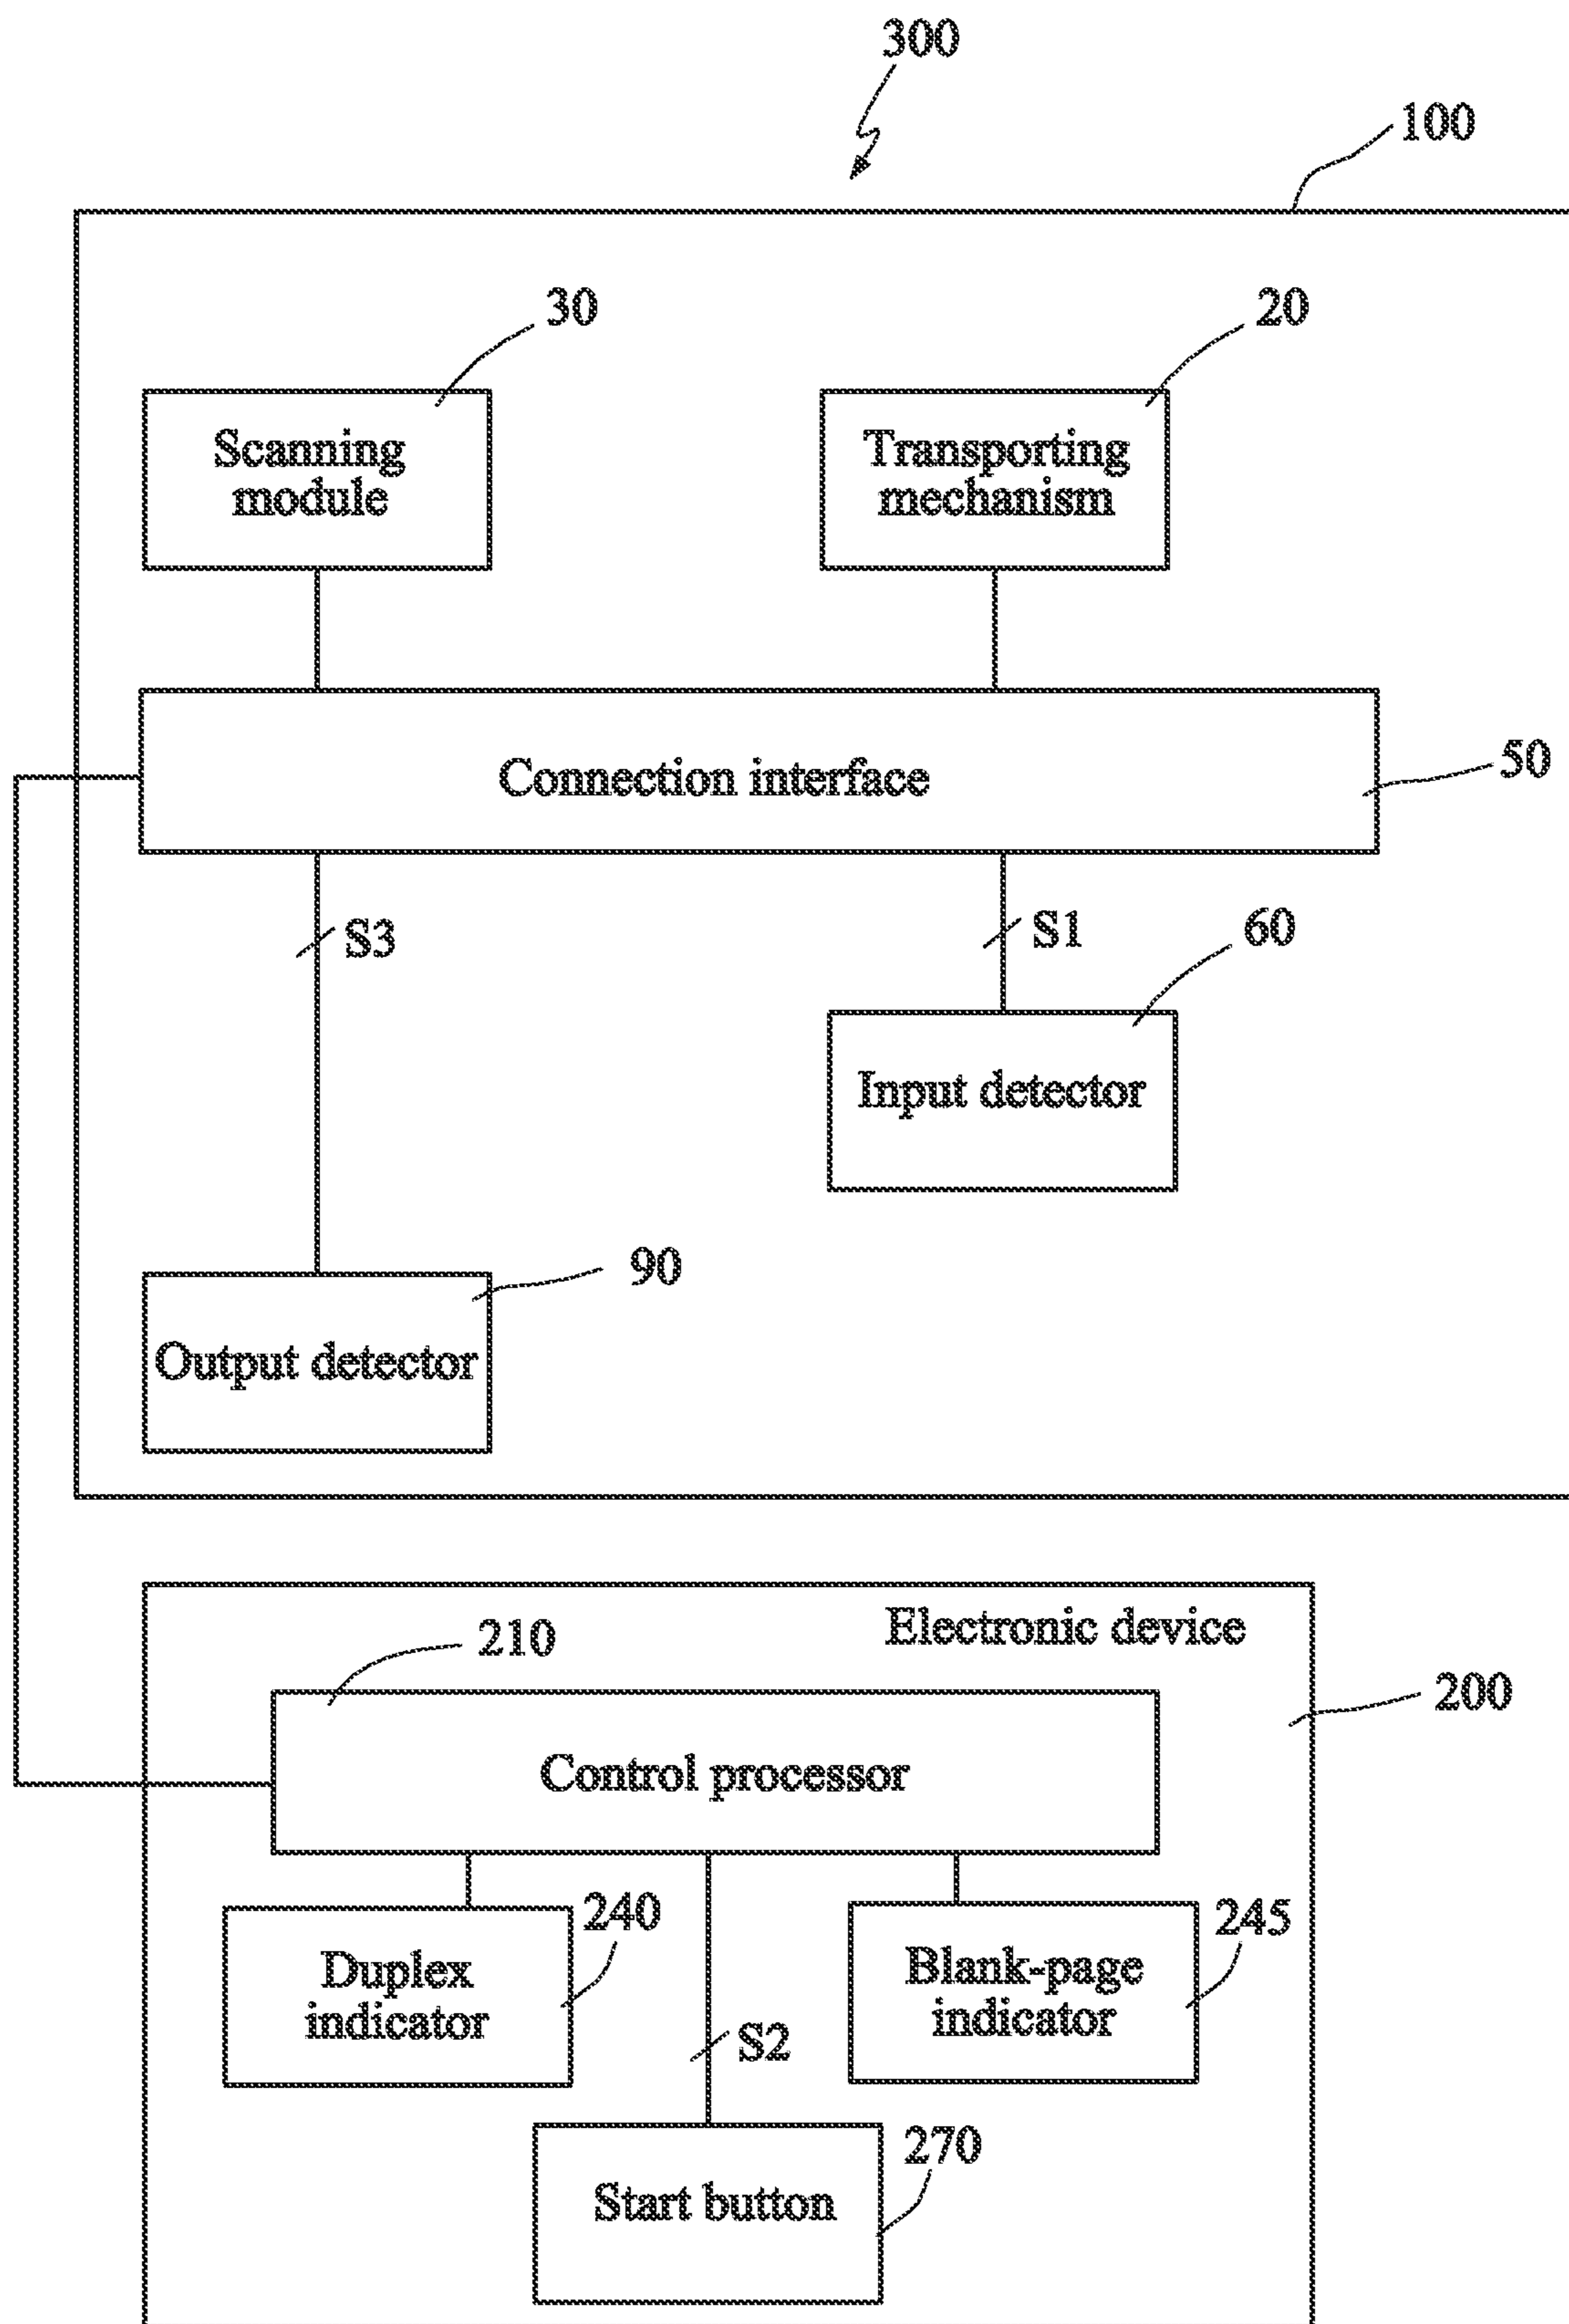 300
100
30
20
Scanning
module
Transporting
mechanism
Connection interface
50
S3
S1
60
Input detector
90
Output detector
Electronic device
210
200
Control processor
240
245
Duplex
indicator
Blank-page
indicator
S2
270
Start button